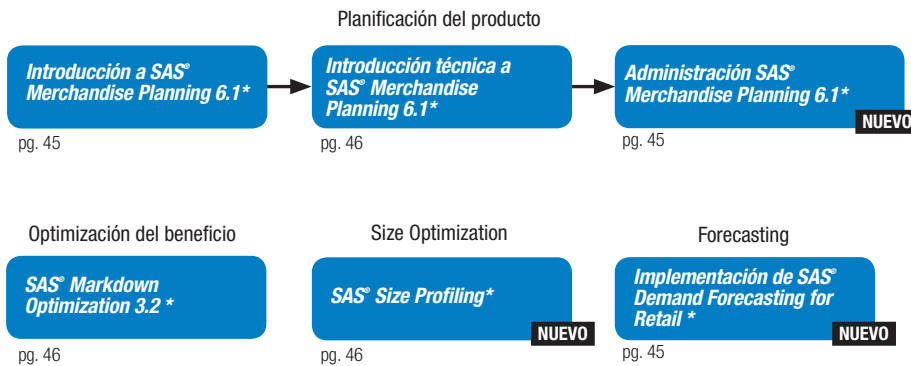 Planificación del producto
Introducción a SAS®
Merchandise Planning 6.1*
pg. 45
Introducción técnica a
SAS® Merchandise
Planning 6.1*
pg. 46
Administración SAS®
Merchandise Planning 6.1*
NUEVO
pg. 45
Optimización del beneficio
SAS® Markdown
Optimization 3.2 *
pg. 46
Size Optimization
SAS® Size Profiling*
NUEVO
pg. 46
Forecasting
Implementación de SAS®
Demand Forecasting for
Retail *
NUEVO
pg. 45